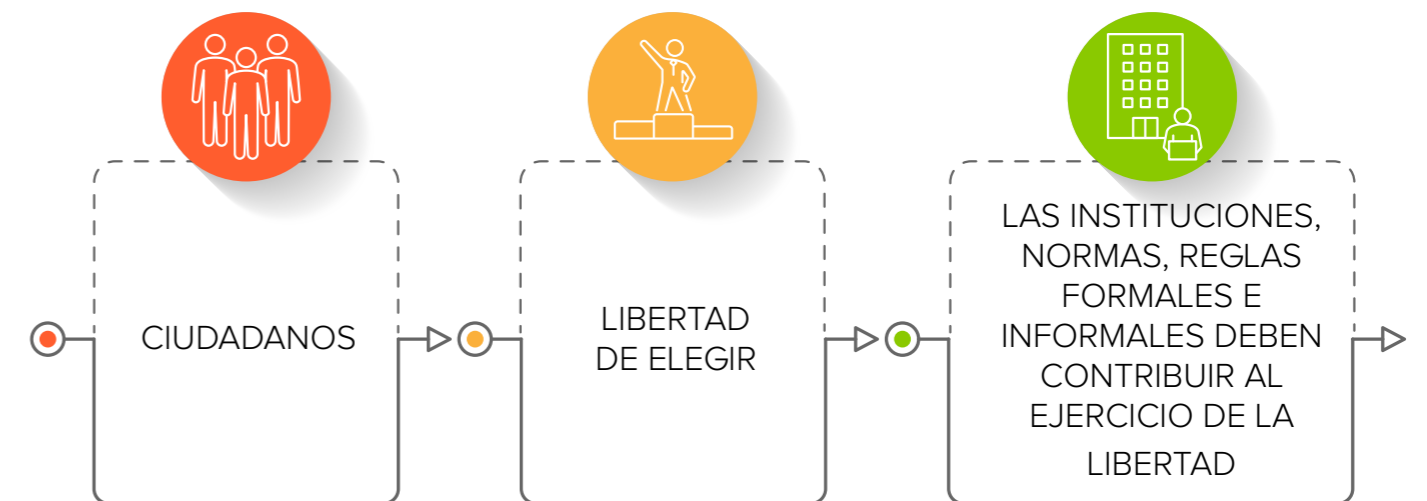 CIUDADANOS
LIBERTAD
DE ELEGIR
LAS INSTITUCIONES,
NORMAS, REGLAS
FORMALES E
INFORMALES DEBEN
CONTRIBUIR AL
EJERCICIO DE LA
LIBERTAD